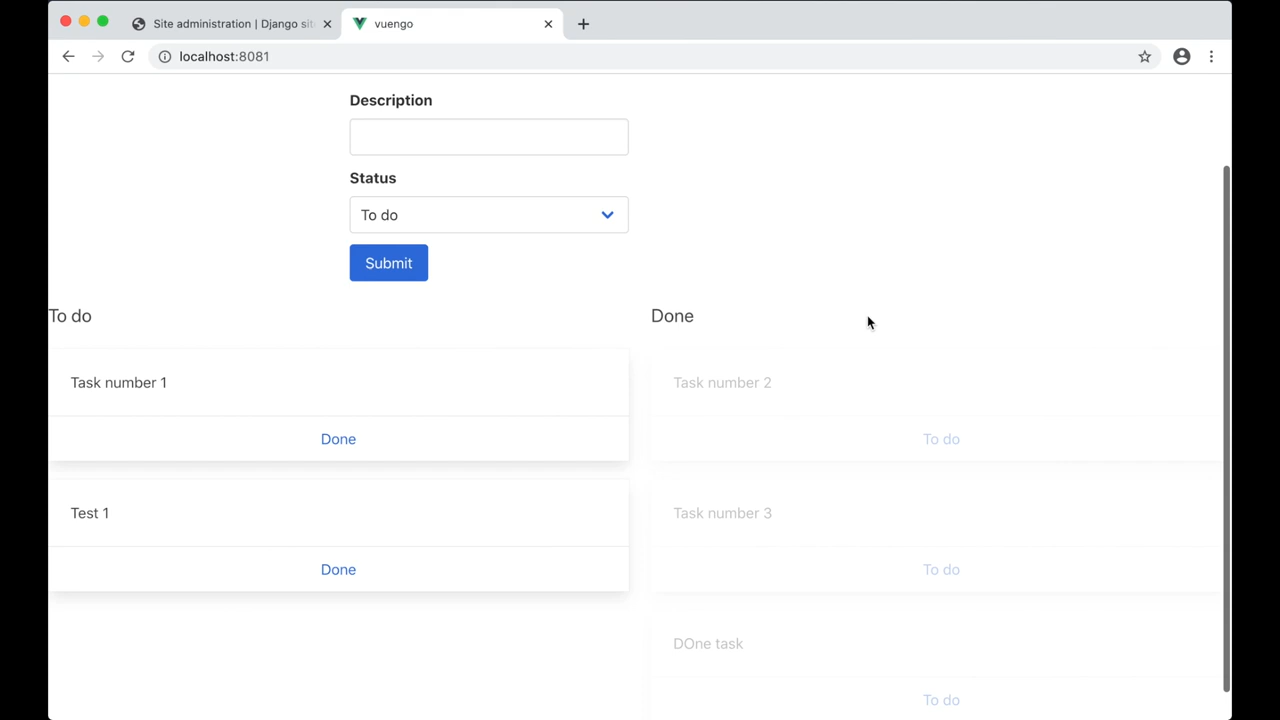 Site administration | Django sit
vuengo
localhost:8081
Description
Status
To do
Submit
To do
Done
Task number 1
Done
Test 1
Done
Task number 2
To do
Task number 3
To do
DOne task
To do